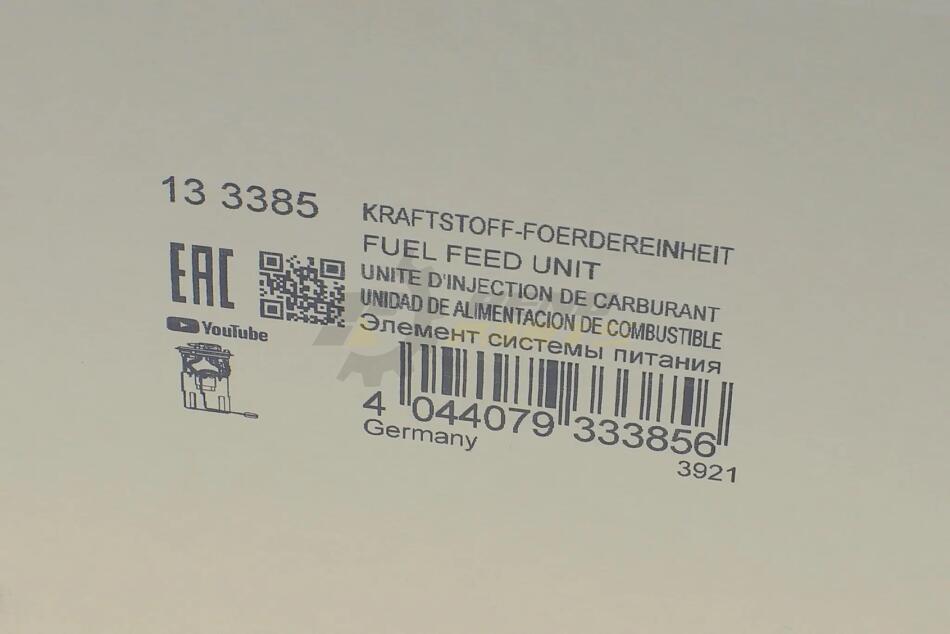 13 3385
KRAFTSTOFF-FOERDEREINHEIT
FUEL FEED UNIT
UNITE D'INJECTION DE CARBURANT
UNIDAD DE ALIMENTACION DE COMBUSTIBLE
Элемент системы питания
EAC
YouTube
4 044079 333856
Germany
3921